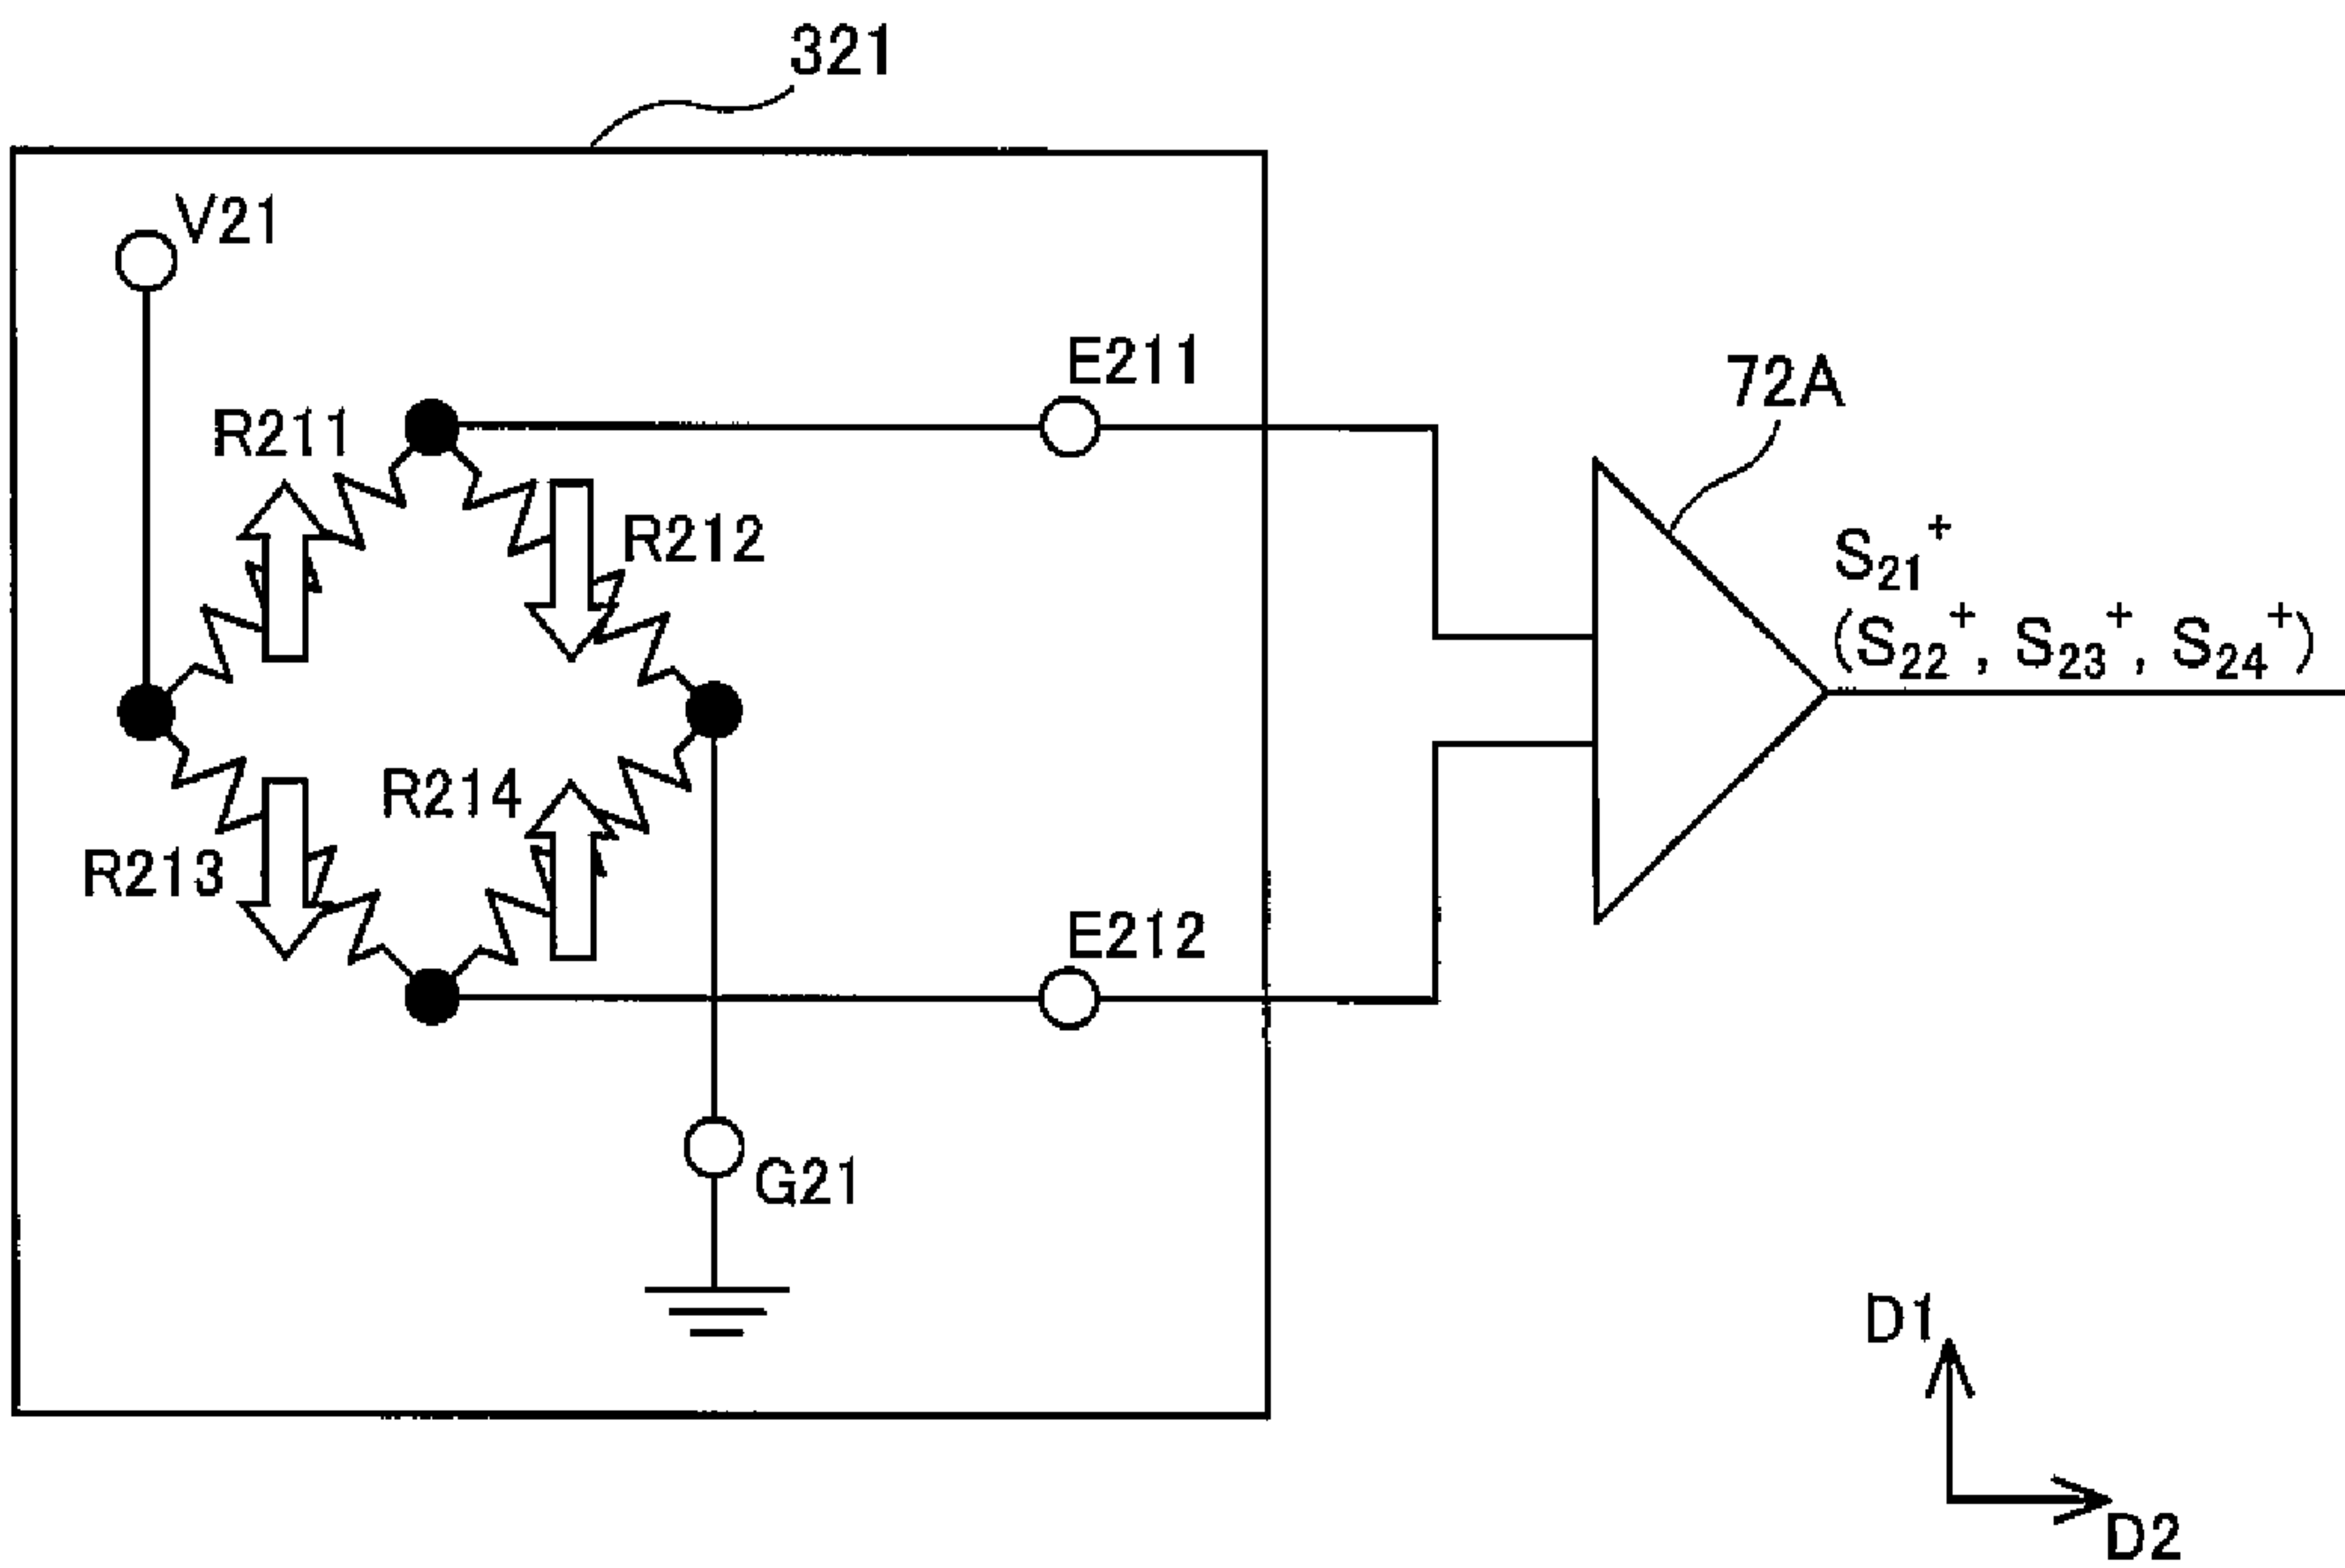 321
V21
E211
72A
R211
R212
S₂₁⁺
(S₂₂⁺, S₂₃⁺, S₂₄⁺)
R214
R213
E212
G21
D1
D2